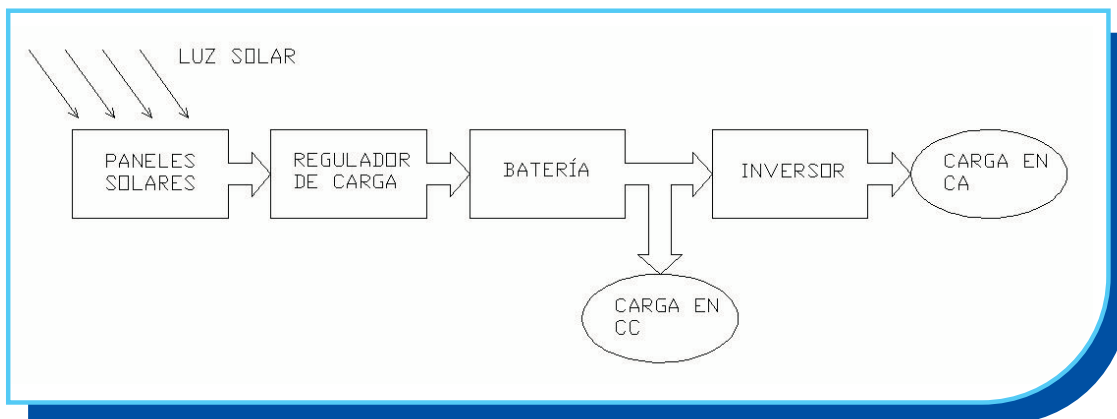 LUZ SOLAR
PANELES
SOLARES
REGULADOR
DE CARGA
BATERÍA
INVERSOR
CARGA EN
CA
CARGA EN
CC